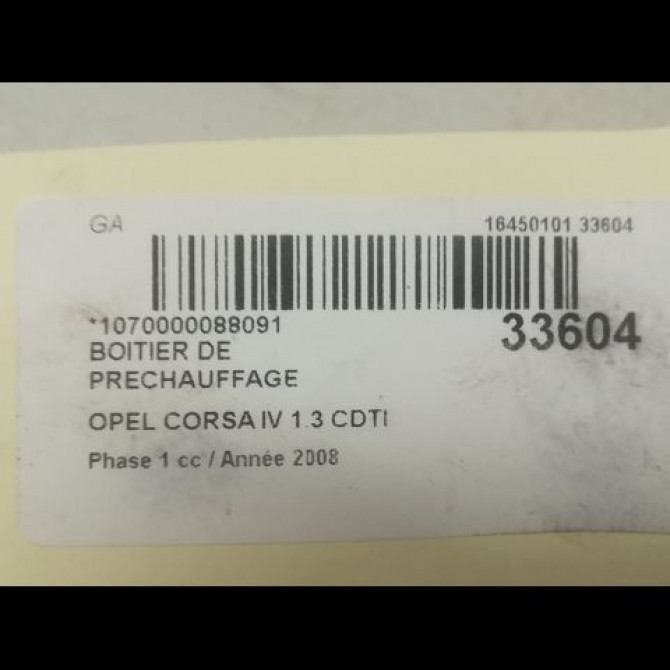 GA 16450101 33604
*1070000088091 33604
BOITIER DE
PRECHAUFFAGE
OPEL CORSA IV 1.3 CDTI
Phase 1 cc / Année 2008